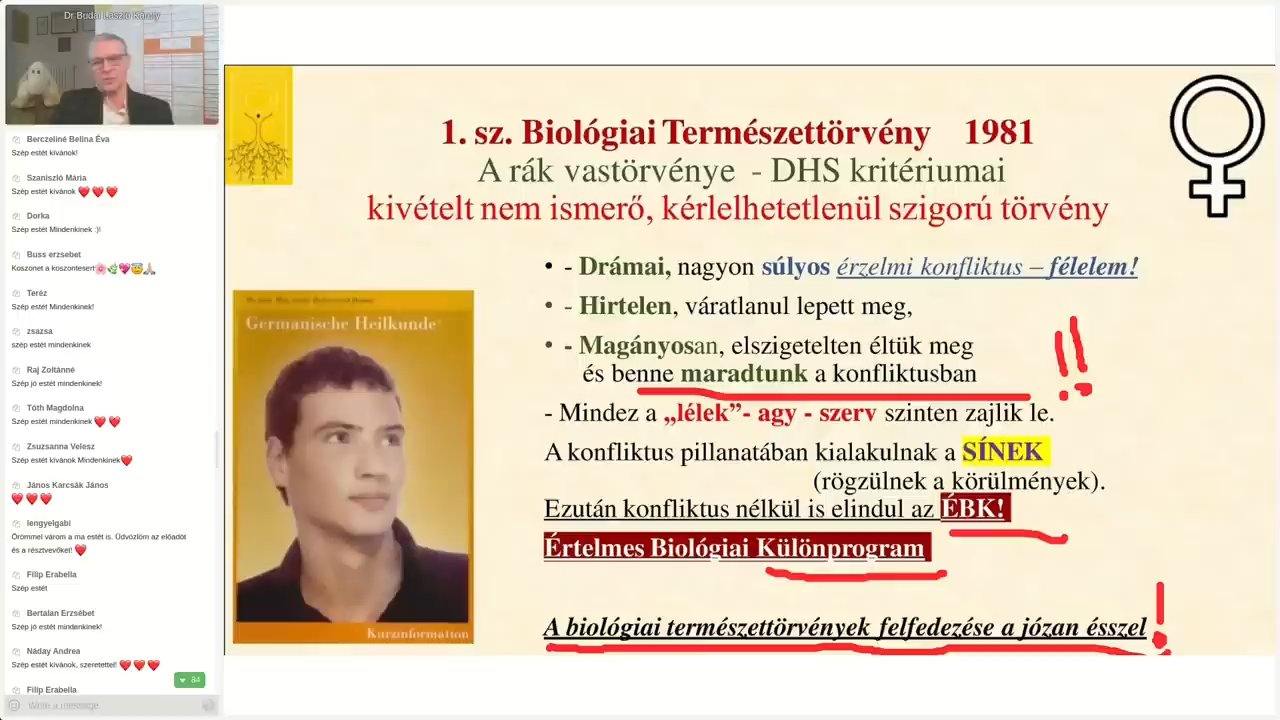 Dr Budai László Károly
Berczeliné Belina Éva
Szép estét kívánok!
Szaniszló Mária
Szép estét kívánok
Dorka
Szép estét Mindenkinek :)!
Buss erzsebet
Koszonet a koszontesert
Teréz
Szép estét Mindenkinek!
zsazsa
szép estét mindenkinek
Raj Zoltánné
Szép jó estét mindenkinek!
Tóth Magdolna
Szép estét mindenkinek
Zsuzsanna Velesz
Szép estét kívánok Mindenkinek
János Karcsák János
lengyelgabi
Örömmel várom a ma estét is. Üdvözlöm az előadót
és a résztvevőket!
Filip Erabella
Szép estét
Bertalan Erzsébet
Szép jó estét mindenkinek!
Náday Andrea
Szép estét kívánok, szeretettel!
84
Filip Erabella
Write a message
1. sz. Biológiai Természettörvény 1981
A rák vastörvénye - DHS kritériumai
kivételt nem ismerő, kérlelhetetlenül szigorú törvény
Germanische Heilkunde
Kurzinformation
• - Drámai, nagyon súlyos érzelmi konfliktus – félelem!
• - Hirtelen, váratlanul lepett meg,
• - Magányosan, elszigetelten éltük meg
és benne maradtunk a konfliktusban
!!
- Mindez a „lélek”- agy - szerv szinten zajlik le.
A konfliktus pillanatában kialakulnak a SÍNEK
(rögzülnek a körülmények).
Ezután konfliktus nélkül is elindul az ÉBK!
Értelmes Biológiai Különprogram
A biológiai természettörvények felfedezése a józan ésszel !